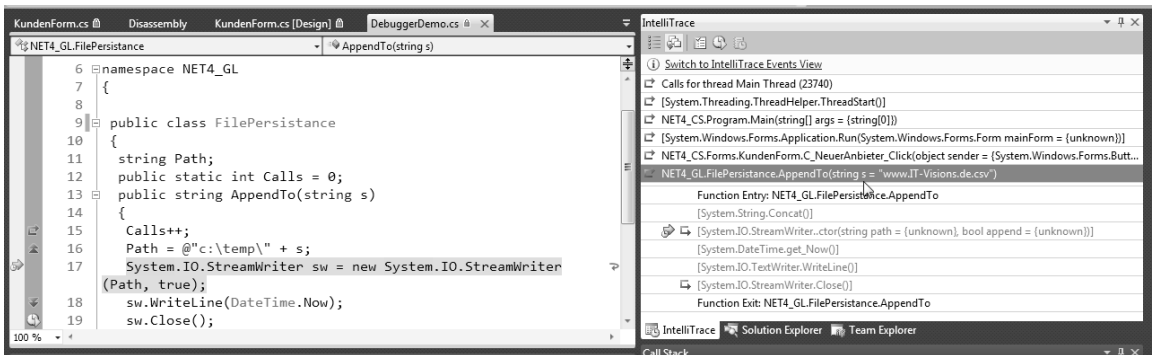 KundenForm.cs
Disassembly
KundenForm.cs [Design]
DebuggerDemo.cs
NET4_GL.FilePersistance
AppendTo(string s)
6 namespace NET4_GL
7 {
8
9 public class FilePersistance
10 {
11 string Path;
12 public static int Calls = 0;
13 public string AppendTo(string s)
14 {
15 Calls++;
16 Path = @"c:\temp\" + s;
17 System.IO.StreamWriter sw = new System.IO.StreamWriter
(Path, true);
18 sw.WriteLine(DateTime.Now);
19 sw.Close();
100 %
IntelliTrace
Switch to IntelliTrace Events View
Calls for thread Main Thread (23740)
[System.Threading.ThreadHelper.ThreadStart()]
NET4_CS.Program.Main(string[] args = {string[0]})
[System.Windows.Forms.Application.Run(System.Windows.Forms.Form mainForm = {unknown})]
NET4_CS.Forms.KundenForm.C_NeuerAnbieter_Click(object sender = {System.Windows.Forms.Butt...
NET4_GL.FilePersistance.AppendTo(string s = "www.IT-Visions.de.csv")
Function Entry: NET4_GL.FilePersistance.AppendTo
[System.String.Concat()]
[System.IO.StreamWriter..ctor(string path = {unknown}, bool append = {unknown})]
[System.DateTime.get_Now()]
[System.IO.TextWriter.WriteLine()]
[System.IO.StreamWriter.Close()]
Function Exit: NET4_GL.FilePersistance.AppendTo
IntelliTrace
Solution Explorer
Team Explorer
Call Stack